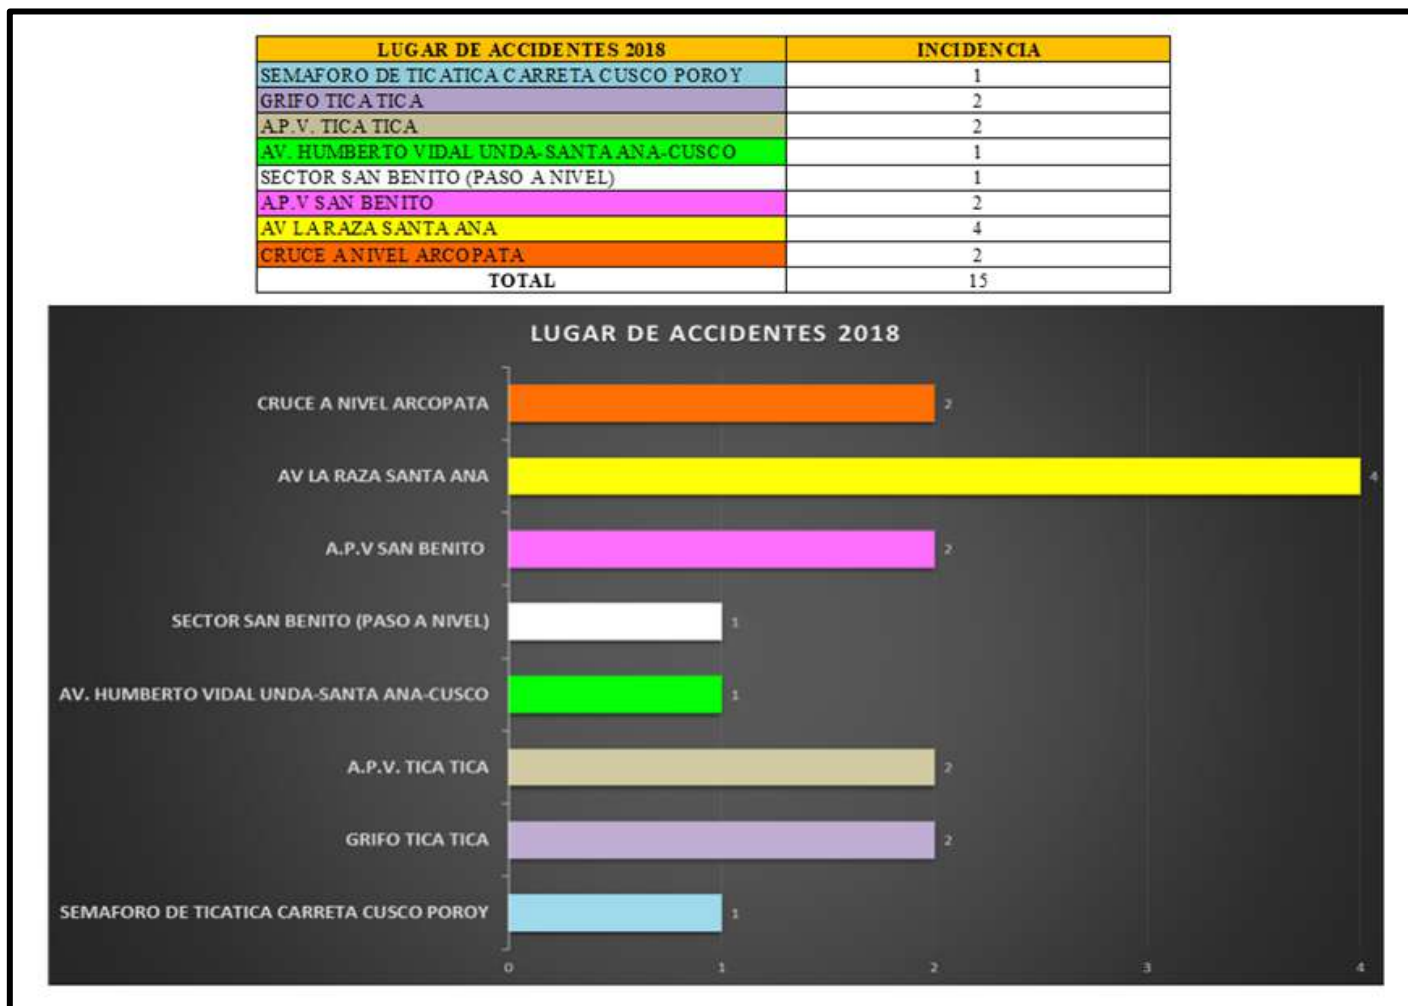 LUGAR DE ACCIDENTES 2018 INCIDENCIA
SEMAFORO DE TICATICA CARRETA CUSCO POROY 1
GRIFO TICA TICA 2
A.P.V. TICA TICA 2
AV. HUMBERTO VIDAL UNDA-SANTA ANA-CUSCO 1
SECTOR SAN BENITO (PASO A NIVEL) 1
A.P.V SAN BENITO 2
AV LA RAZA SANTA ANA 4
CRUCE A NIVEL ARCOPATA 2
TOTAL 15
LUGAR DE ACCIDENTES 2018
CRUCE A NIVEL ARCOPATA 2
AV LA RAZA SANTA ANA 4
A.P.V SAN BENITO 2
SECTOR SAN BENITO (PASO A NIVEL) 1
AV. HUMBERTO VIDAL UNDA-SANTA ANA-CUSCO 1
A.P.V. TICA TICA 2
GRIFO TICA TICA 2
SEMAFORO DE TICATICA CARRETA CUSCO POROY 1
0 1 2 3 4